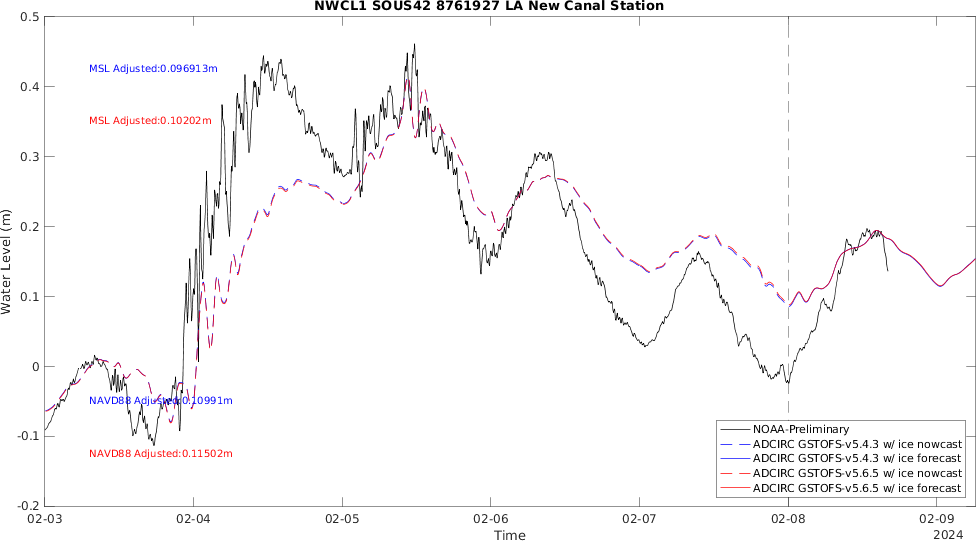 NWCL1 SOUS42 8761927 LA New Canal Station
0.5
0.4
0.3
0.2
0.1
0
-0.1
-0.2
Water Level (m)
MSL Adjusted:0.096913m
MSL Adjusted:0.10202m
NAVD88 Adjusted:0.10991m
NAVD88 Adjusted:0.11502m
NOAA-Preliminary
ADCIRC GSTOFS-v5.4.3 w/ ice nowcast
ADCIRC GSTOFS-v5.4.3 w/ ice forecast
ADCIRC GSTOFS-v5.6.5 w/ ice nowcast
ADCIRC GSTOFS-v5.6.5 w/ ice forecast
02-03 02-04 02-05 02-06 02-07 02-08 02-09
Time
2024